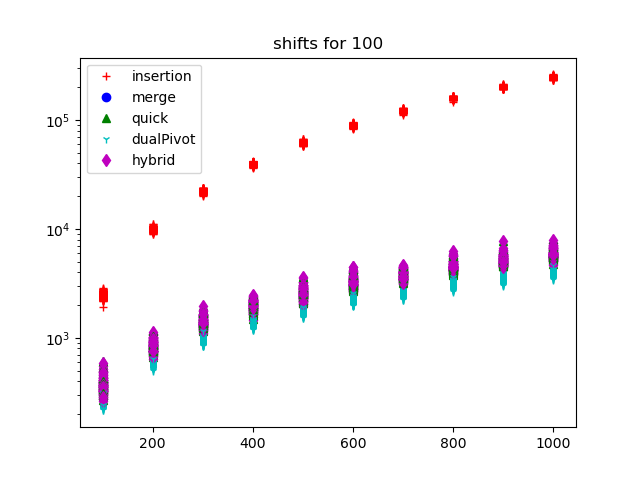 shifts for 100
insertion
merge
quick
dualPivot
hybrid
10^5
10^4
10^3
200 400 600 800 1000